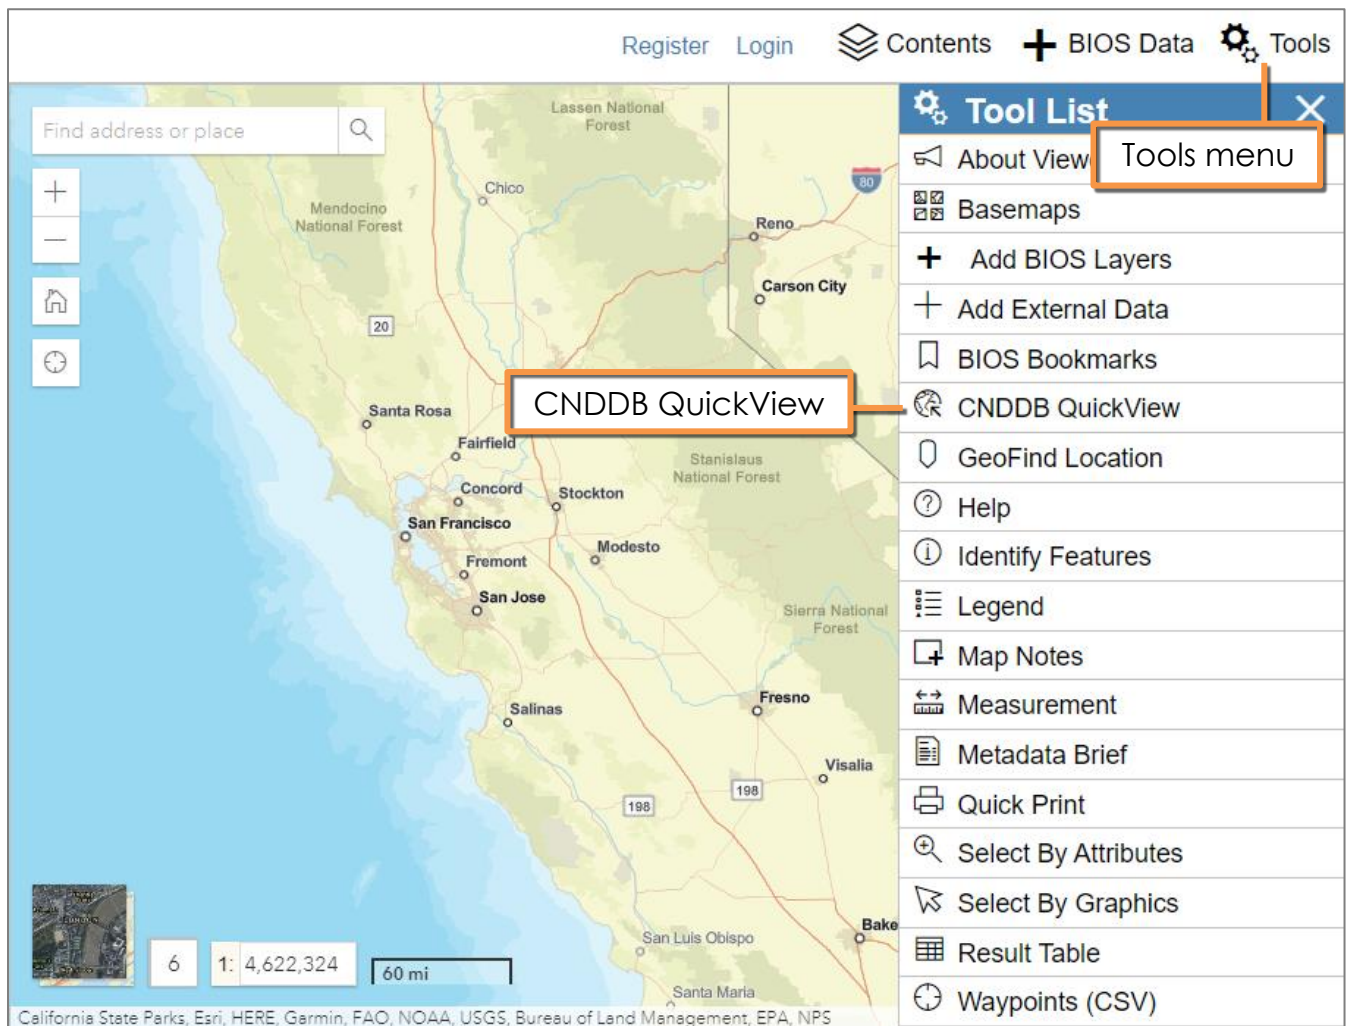 Register Login Contents BIOS Data Tools
Find address or place
Tool List
Tools menu
About View
Basemaps
Add BIOS Layers
Add External Data
BIOS Bookmarks
CNDDB QuickView
CNDDB QuickView
GeoFind Location
Help
Identify Features
Legend
Map Notes
Measurement
Metadata Brief
Quick Print
Select By Attributes
Select By Graphics
Result Table
Waypoints (CSV)
Lassen National
Forest
80
Chico
Mendocino
National Forest
Reno
Carson City
20
Santa Rosa
Fairfield
Stanislaus
National Forest
Concord
Stockton
San Francisco
Modesto
Fremont
San Jose
Sierra National
Forest
Fresno
Salinas
Visalia
198
198
Bake
San Luis Obispo
Santa Maria
LONDON
6
1: 4,622,324
60 mi
California State Parks, Esri, HERE, Garmin, FAO, NOAA, USGS, Bureau of Land Management, EPA, NPS